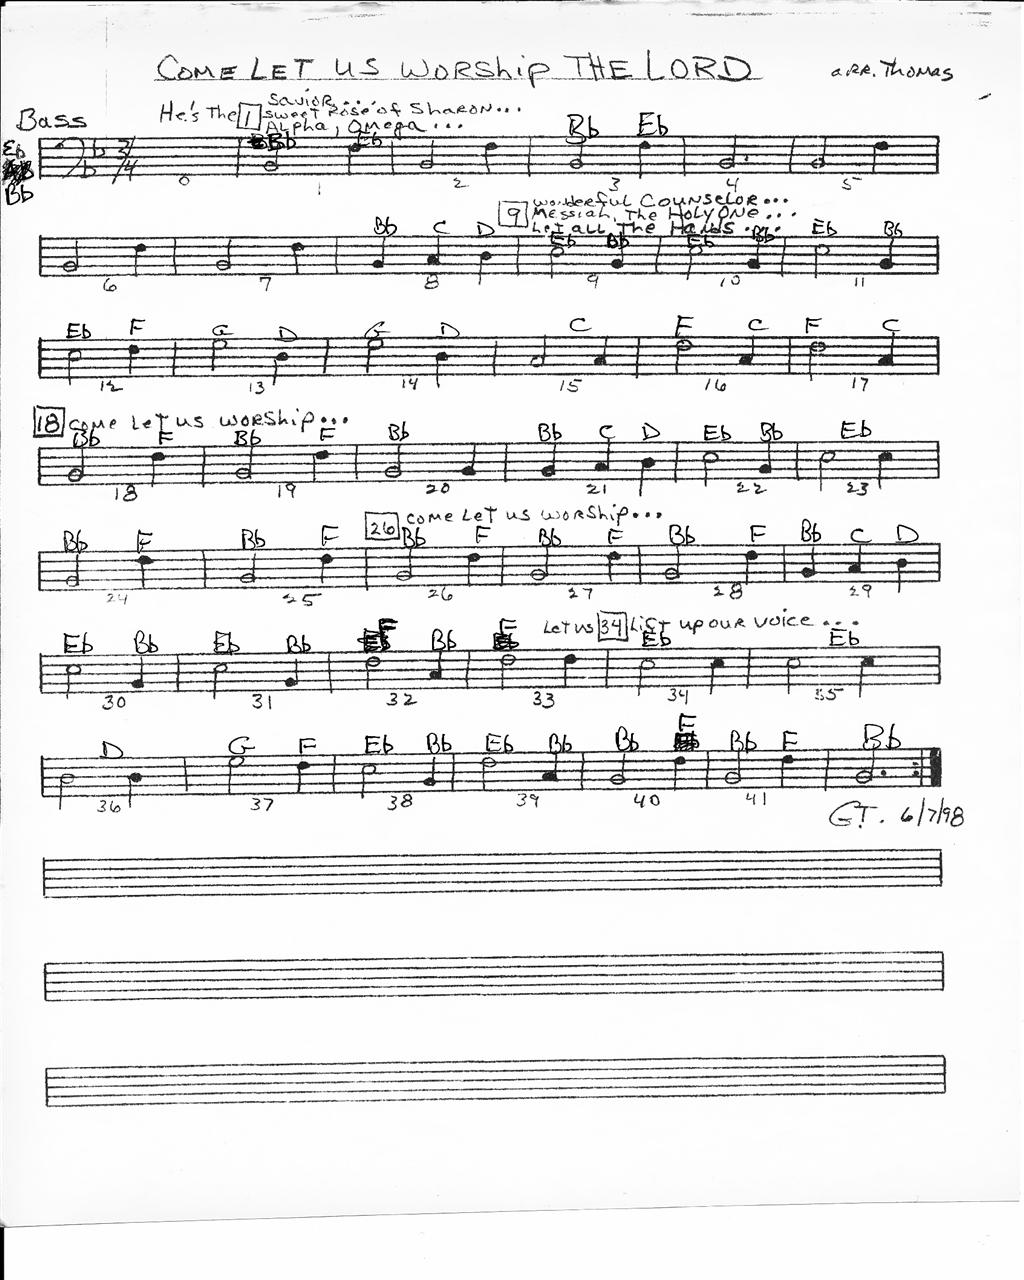 COME LET US WORSHIP THE LORD
arr. Thomas
Bass
He's The 1 Savior...
Sweet Rose of Sharon...
Alpha, Omega ...
Eb
Bb
Bb Eb Bb Eb
3/4
0 1 2 3 4 5
9 Wonderful Counselor...
Messiah, The Holy One ...
Let all The Hands ...
Bb C D Eb Bb Eb Bb Eb Bb
6 7 8 9 10 11
Eb F G D G D C F C F C
12 13 14 15 16 17
18 Come Let us worship...
Bb F Bb F Bb Bb C D Eb Bb Eb
18 19 20 21 22 23
26 Come Let us worship...
Bb F Bb F Bb F Bb F Bb F Bb C D
24 25 26 27 28 29
Let us 34 Lift up our voice ...
Eb Bb Eb Bb F Bb F Eb Eb
30 31 32 33 34 35
D G F Eb Bb Eb Bb Bb F Bb F Bb
36 37 38 39 40 41
G.T. 6/7/98